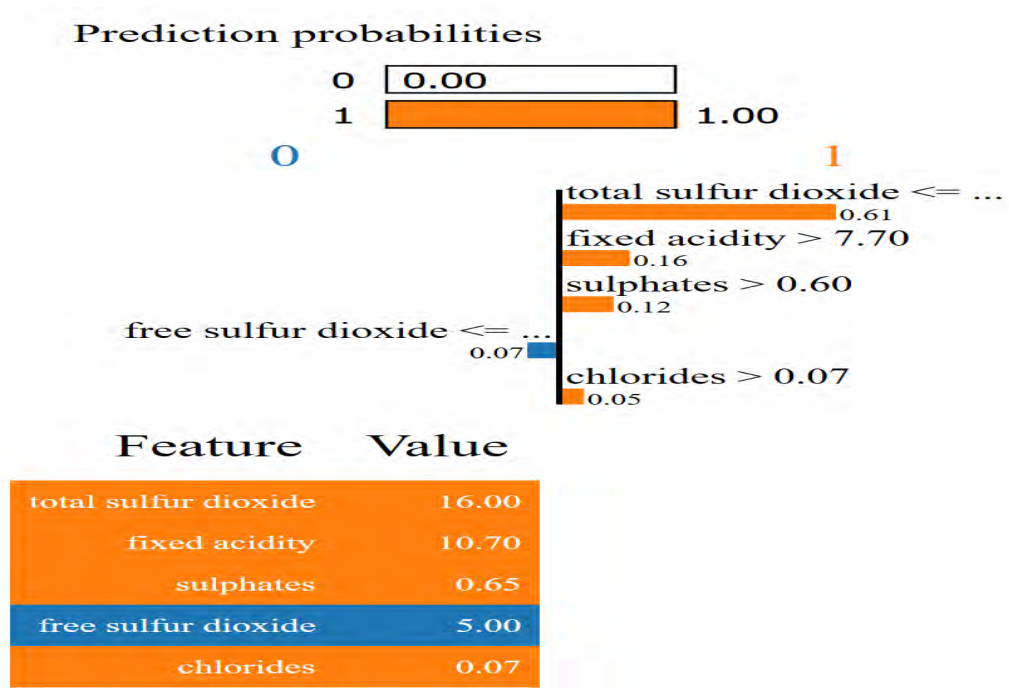 Prediction probabilities
0 0.00
1 1.00
0 1
total sulfur dioxide <= ...
0.61
fixed acidity > 7.70
0.16
sulphates > 0.60
0.12
free sulfur dioxide <= ...
0.07
chlorides > 0.07
0.05
Feature Value
total sulfur dioxide 16.00
fixed acidity 10.70
sulphates 0.65
free sulfur dioxide 5.00
chlorides 0.07